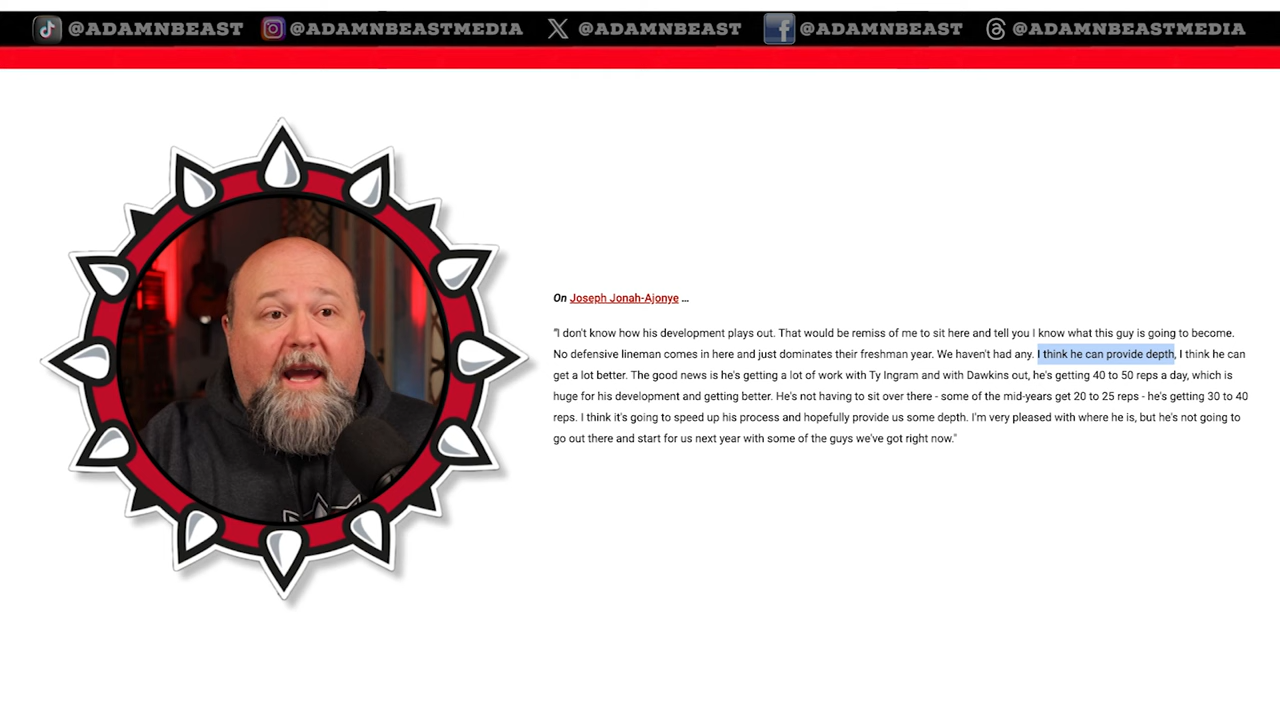 @ADAMNBEAST @ADAMNBEASTMEDIA @ADAMNBEAST @ADAMNBEAST @ADAMNBEASTMEDIA
On Joseph Jonah-Ajonye ...
"I don't know how his development plays out. That would be remiss of me to sit here and tell you I know what this guy is going to become.
No defensive lineman comes in here and just dominates their freshman year. We haven't had any. I think he can provide depth, I think he can
get a lot better. The good news is he's getting a lot of work with Ty Ingram and with Dawkins out, he's getting 40 to 50 reps a day, which is
huge for his development and getting better. He's not having to sit over there - some of the mid-years get 20 to 25 reps - he's getting 30 to 40
reps. I think it's going to speed up his process and hopefully provide us some depth. I'm very pleased with where he is, but he's not going to
go out there and start for us next year with some of the guys we've got right now."